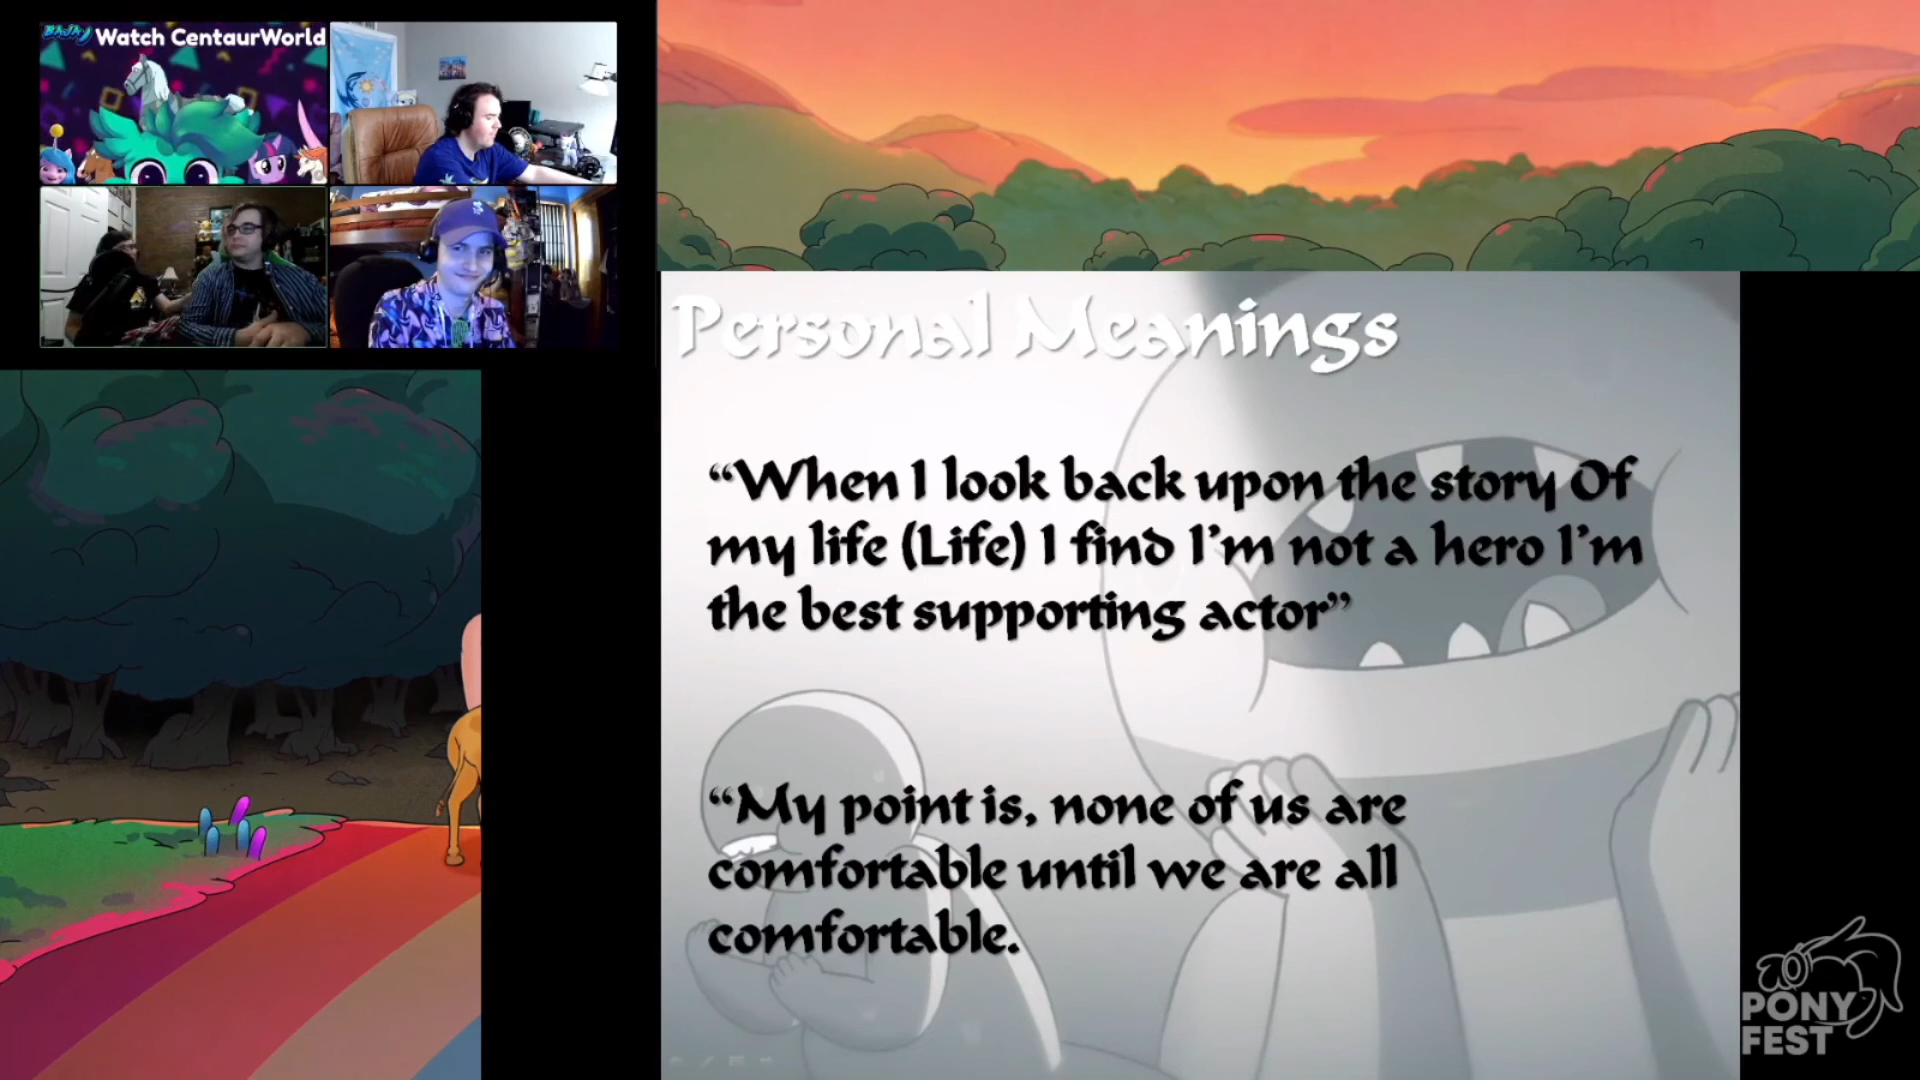 BAJAJ Watch CentaurWorld
Personal Meanings
“When I look back upon the story Of
my life (Life) I find I’m not a hero I’m
the best supporting actor”
“My point is, none of us are
comfortable until we are all
comfortable.
PONY
FEST